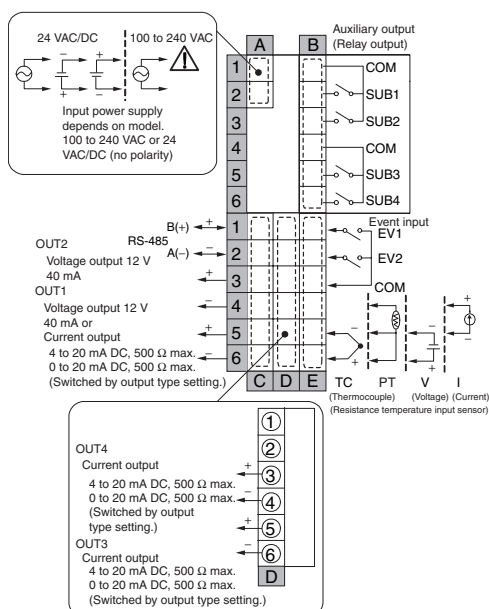 24 VAC/DC
100 to 240 VAC
Input power supply
depends on model.
100 to 240 VAC or 24
VAC/DC (no polarity)
A
B
Auxiliary output
(Relay output)
1
COM
2
SUB1
3
SUB2
4
COM
5
SUB3
6
SUB4
Event input
B(+)
1
EV1
RS-485
A(−)
2
EV2
OUT2
Voltage output 12 V
40 mA
+
3
COM
OUT1
−
4
Voltage output 12 V
40 mA or
Current output
+
5
4 to 20 mA DC, 500 Ω max.
0 to 20 mA DC, 500 Ω max.
−
6
(Switched by output type setting.)
C D E
TC PT V I
(Thermocouple) (Voltage) (Current)
(Resistance temperature input sensor)
1
2
OUT4
Current output
+
3
4 to 20 mA DC, 500 Ω max.
0 to 20 mA DC, 500 Ω max.
−
4
(Switched by output
type setting.)
+
5
OUT3
−
6
Current output
4 to 20 mA DC, 500 Ω max.
D
0 to 20 mA DC, 500 Ω max.
(Switched by output type setting.)